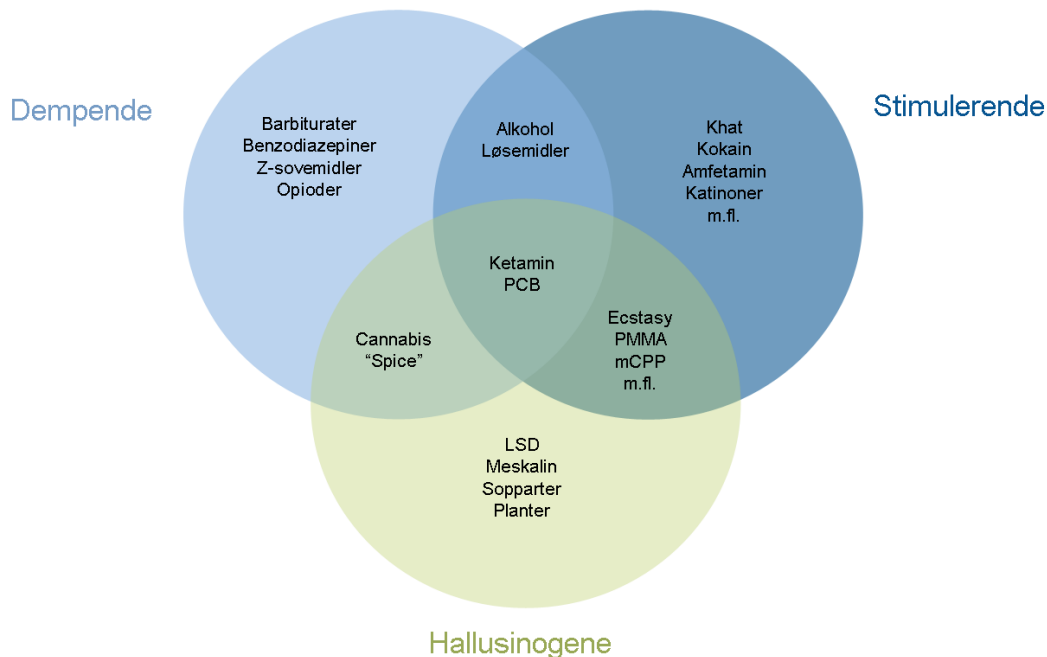 Dempende
Stimulerende
Barbiturater
Benzodiazepiner
Z-sovemidler
Opioder
Alkohol
Løsemidler
Khat
Kokain
Amfetamin
Katinoner
m.fl.
Ketamin
PCB
Cannabis
“Spice”
Ecstasy
PMMA
mCPP
m.fl.
LSD
Meskalin
Sopparter
Planter
Hallusinogene